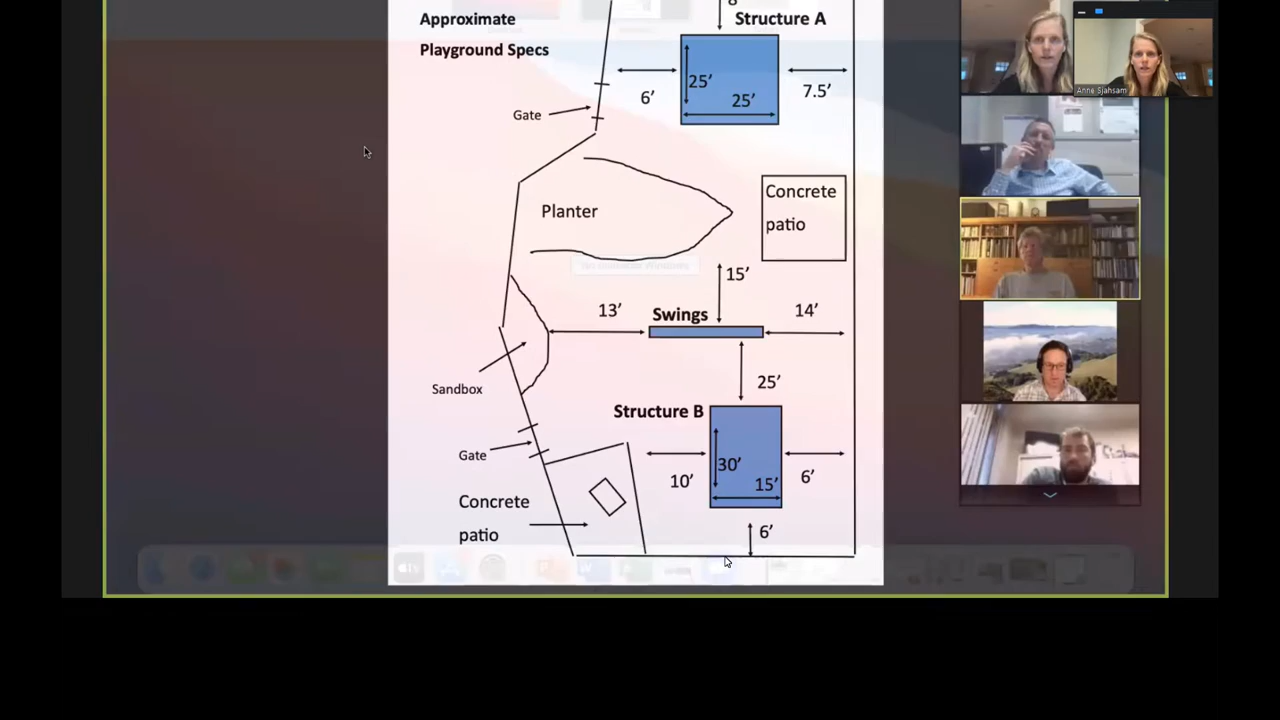 Approximate
Playground Specs
Structure A
25’
25’
6’
7.5’
Gate
Planter
Concrete
patio
15’
13’
Swings
14’
Sandbox
25’
Structure B
Gate
10’
30’
15’
6’
Concrete
patio
6’
Anne Sjahsam